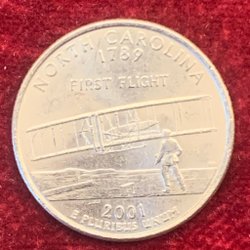 NORTH CAROLINA
1789
FIRST FLIGHT
2001
E PLURIBUS UNUM